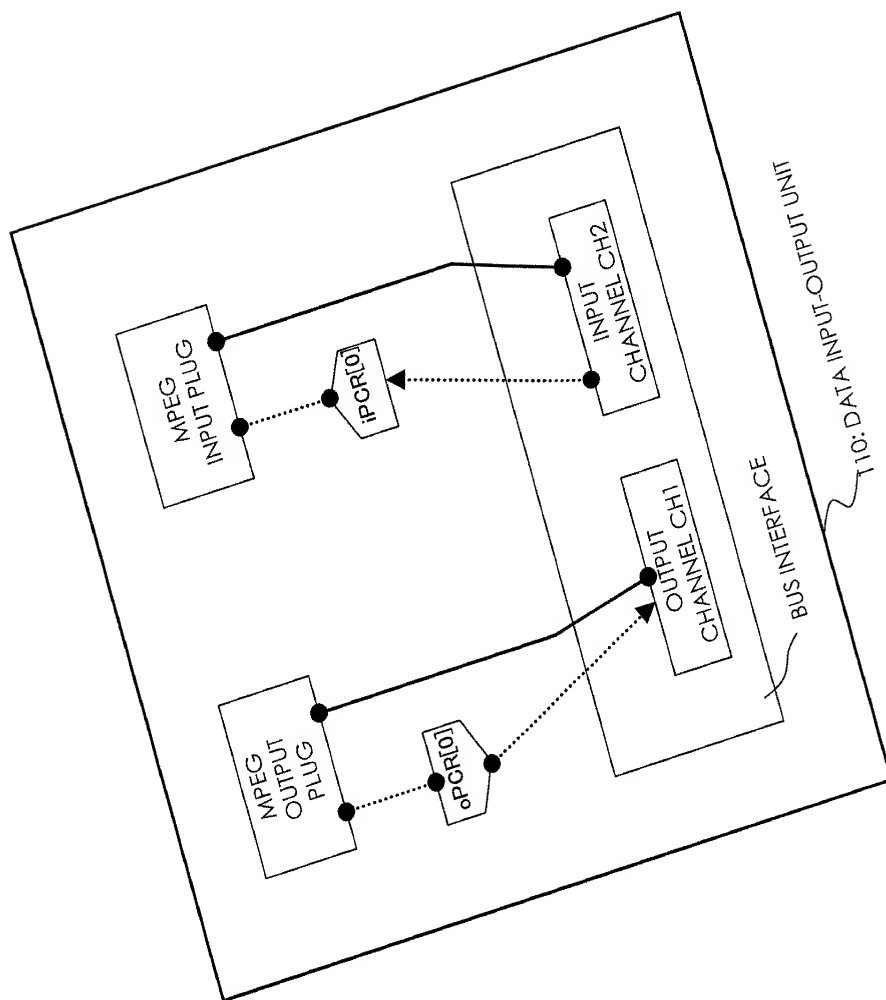 MPEG
OUTPUT
PLUG
MPEG
INPUT PLUG
oPCR[0]
iPCR[0]
OUTPUT
CHANNEL CH1
INPUT
CHANNEL CH2
BUS INTERFACE
T10: DATA INPUT-OUTPUT UNIT